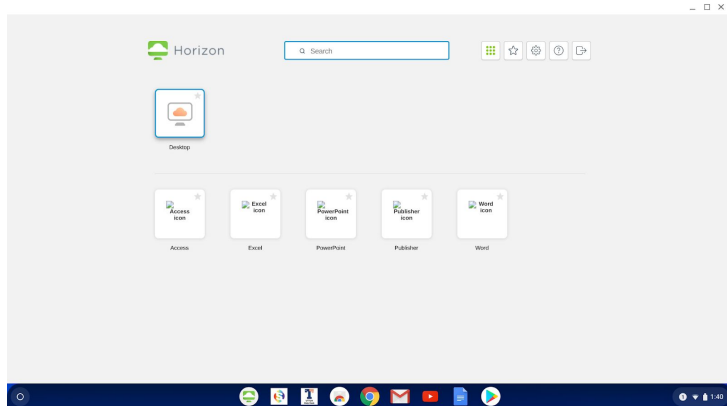 Horizon
Search
Desktop
Access
icon
Excel
icon
PowerPoint
icon
Publisher
icon
Word
icon
Access
Excel
PowerPoint
Publisher
Word
1:40